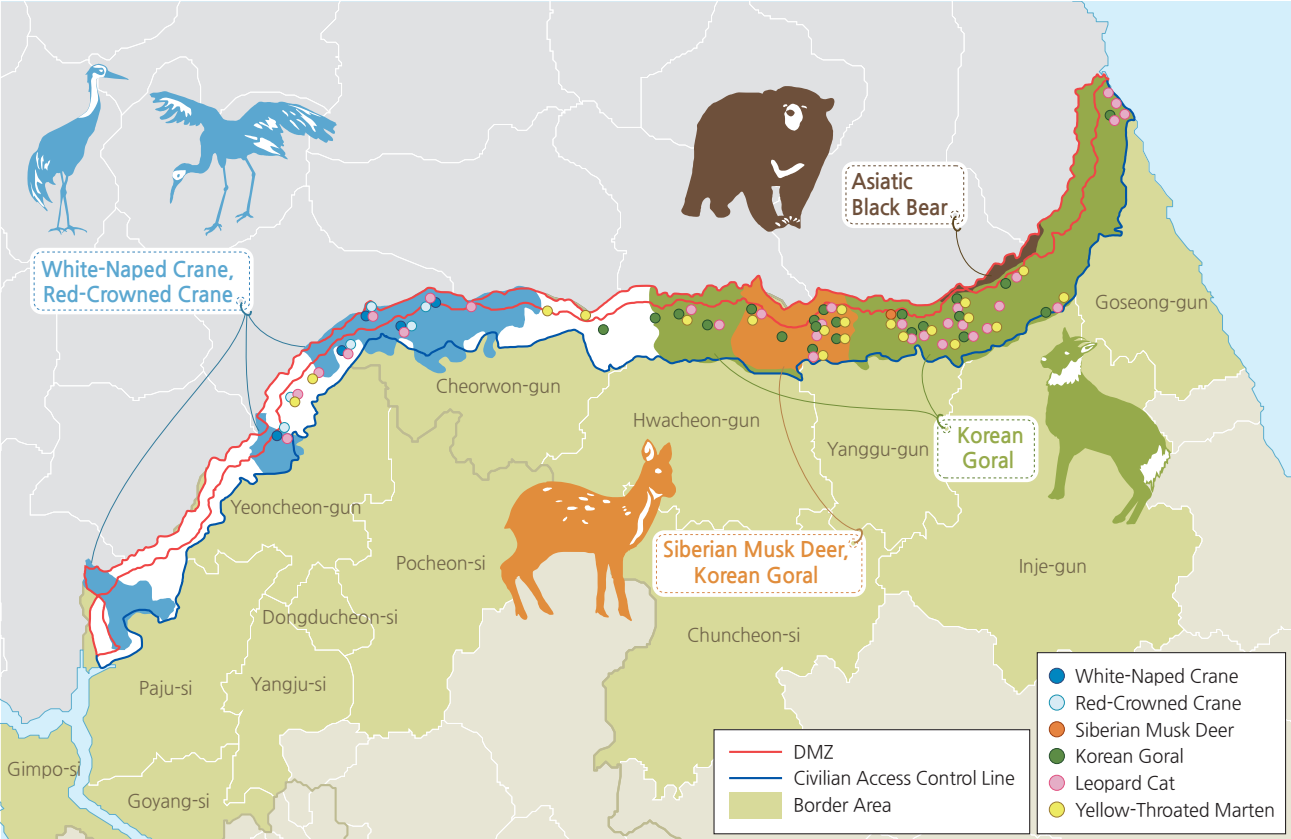 Asiatic
Black Bear
White-Naped Crane,
Red-Crowned Crane
Goseong-gun
Cheorwon-gun
Hwacheon-gun
Yanggu-gun
Korean
Goral
Yeoncheon-gun
Siberian Musk Deer,
Korean Goral
Pocheon-si
Inje-gun
Dongducheon-si
Chuncheon-si
Paju-si
Yangju-si
Gimpo-si
Goyang-si
DMZ
Civilian Access Control Line
Border Area
White-Naped Crane
Red-Crowned Crane
Siberian Musk Deer
Korean Goral
Leopard Cat
Yellow-Throated Marten